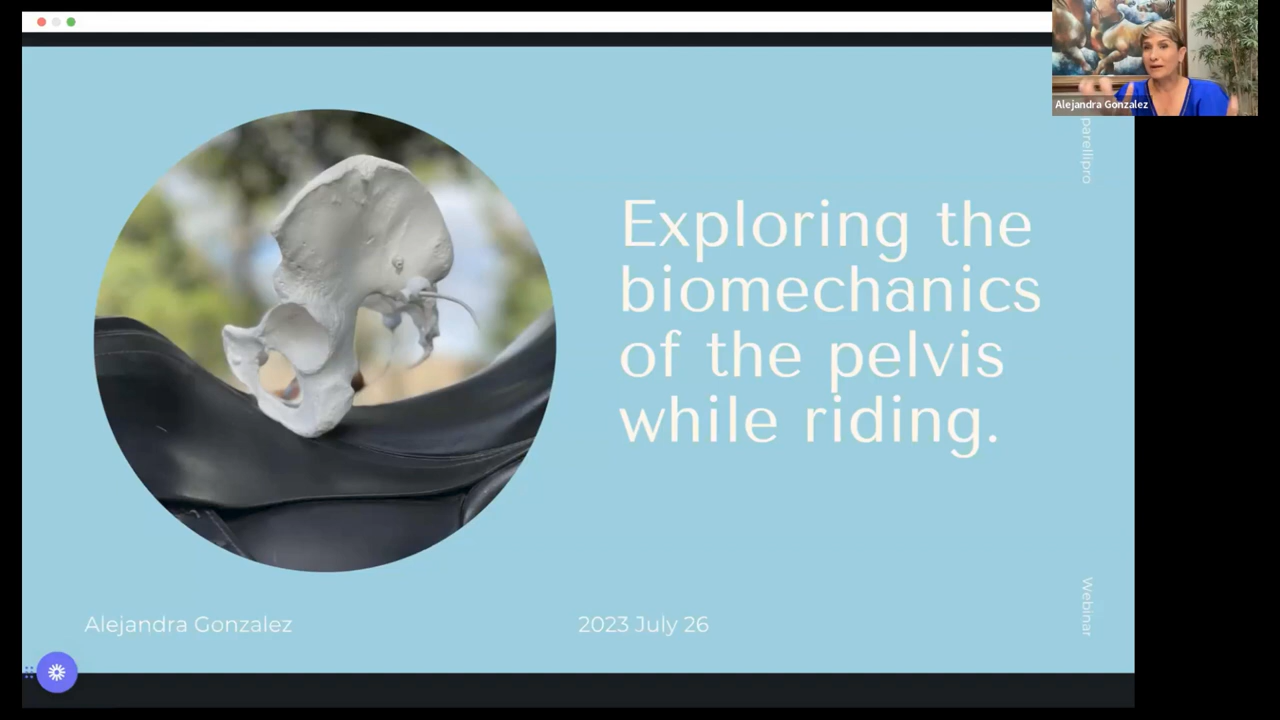 Alejandra Gonzalez
parellipro
Exploring the
biomechanics
of the pelvis
while riding.
Alejandra Gonzalez
2023 July 26
Webinar